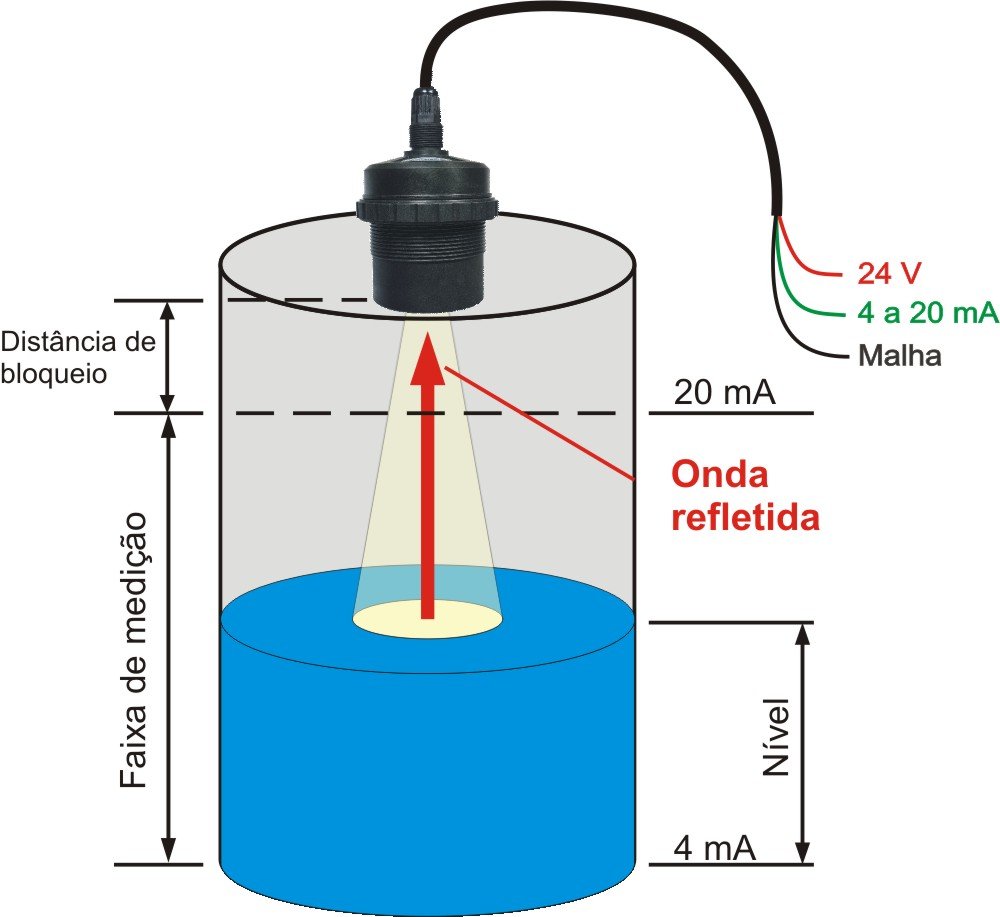 24 V
4 a 20 mA
Malha
Distância de
bloqueio
20 mA
Onda
refletida
Faixa de medição
Nível
4 mA